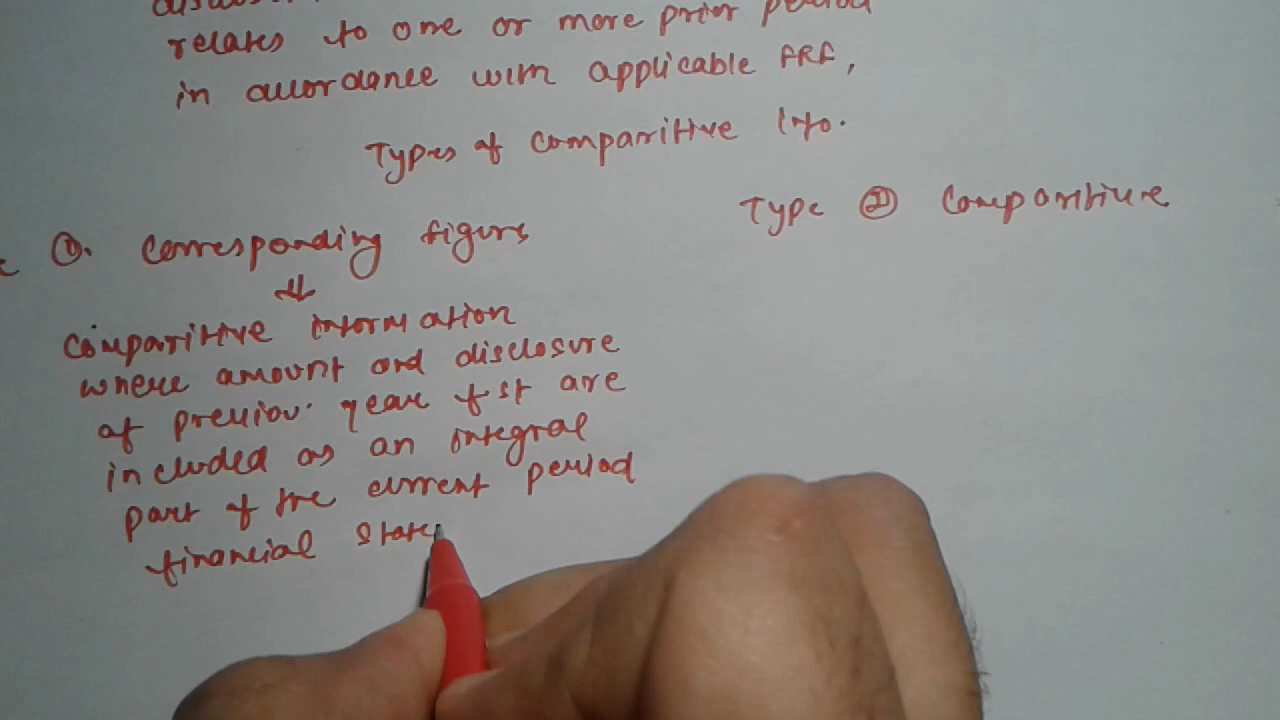 relates to one or more prior period
in accordance with applicable FRF,
Types of comparitive Info.
① . Corresponding figure
Type ② Comparitive
Comparitive information
where amount and disclosure
of previou. year fst are
included as an integral
part of the current period
financial state